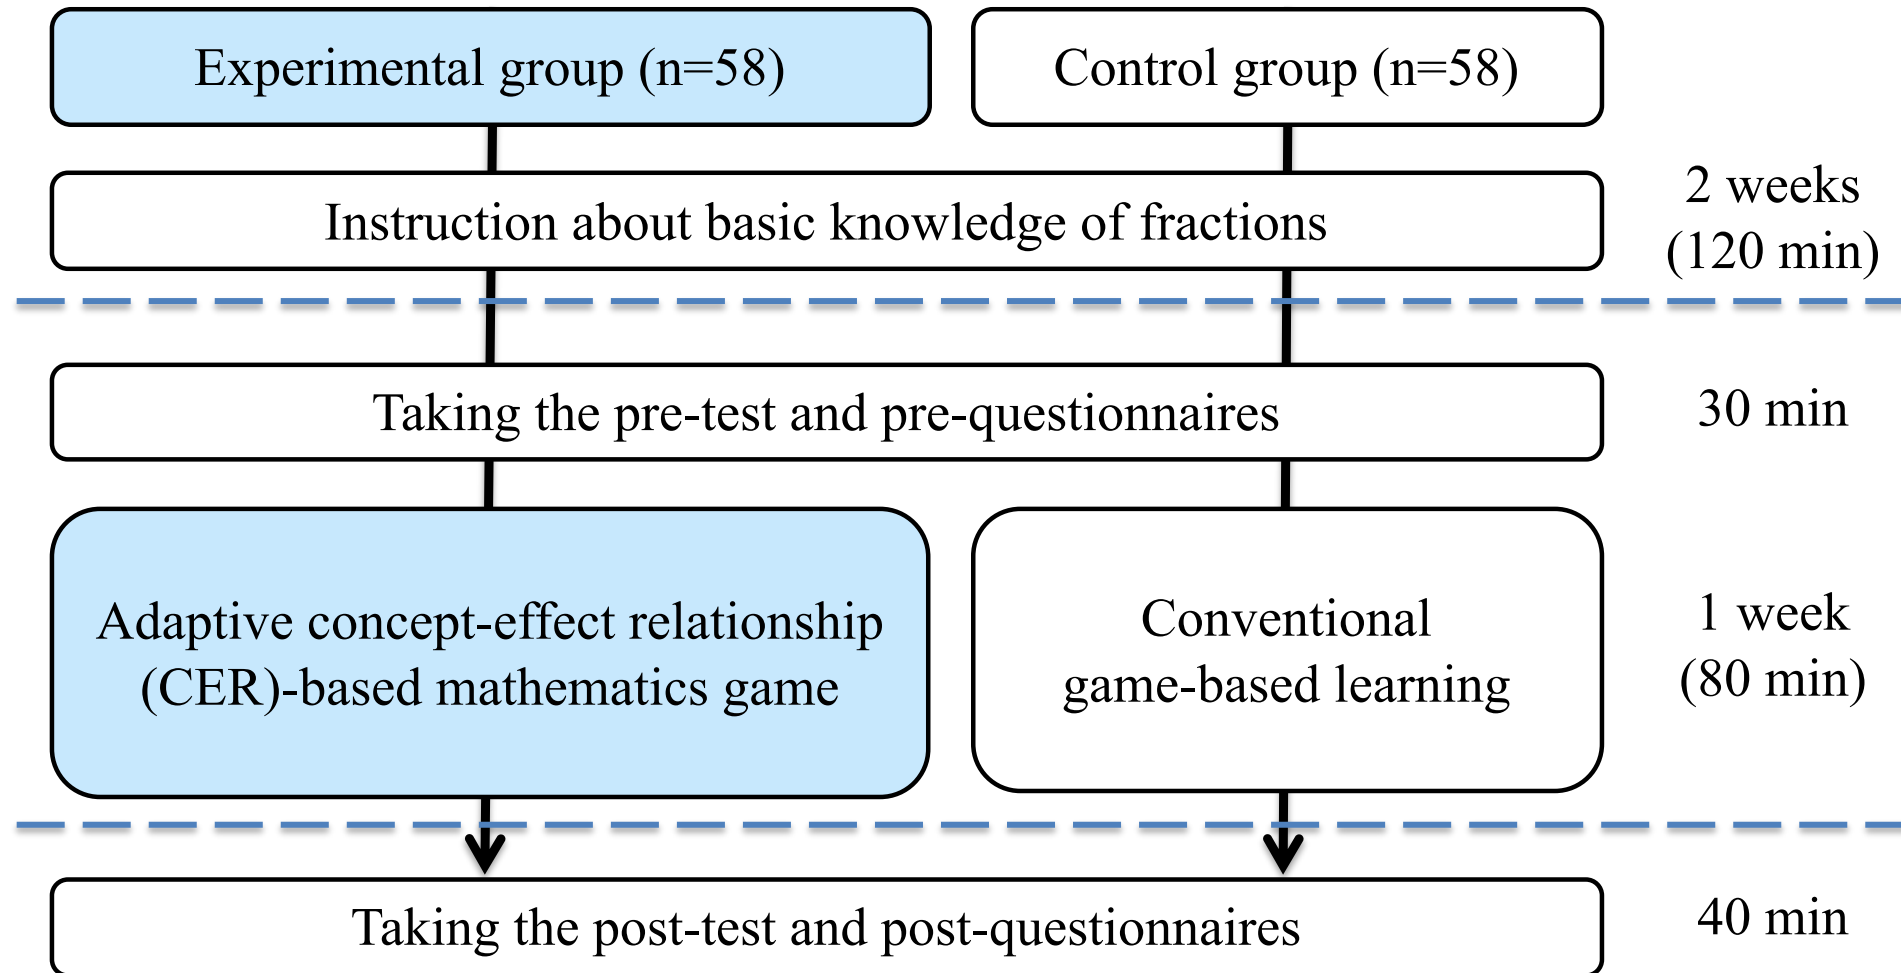 Experimental group (n=58)
Control group (n=58)
Instruction about basic knowledge of fractions
2 weeks
(120 min)
Taking the pre-test and pre-questionnaires
30 min
Adaptive concept-effect relationship
(CER)-based mathematics game
Conventional
game-based learning
1 week
(80 min)
Taking the post-test and post-questionnaires
40 min